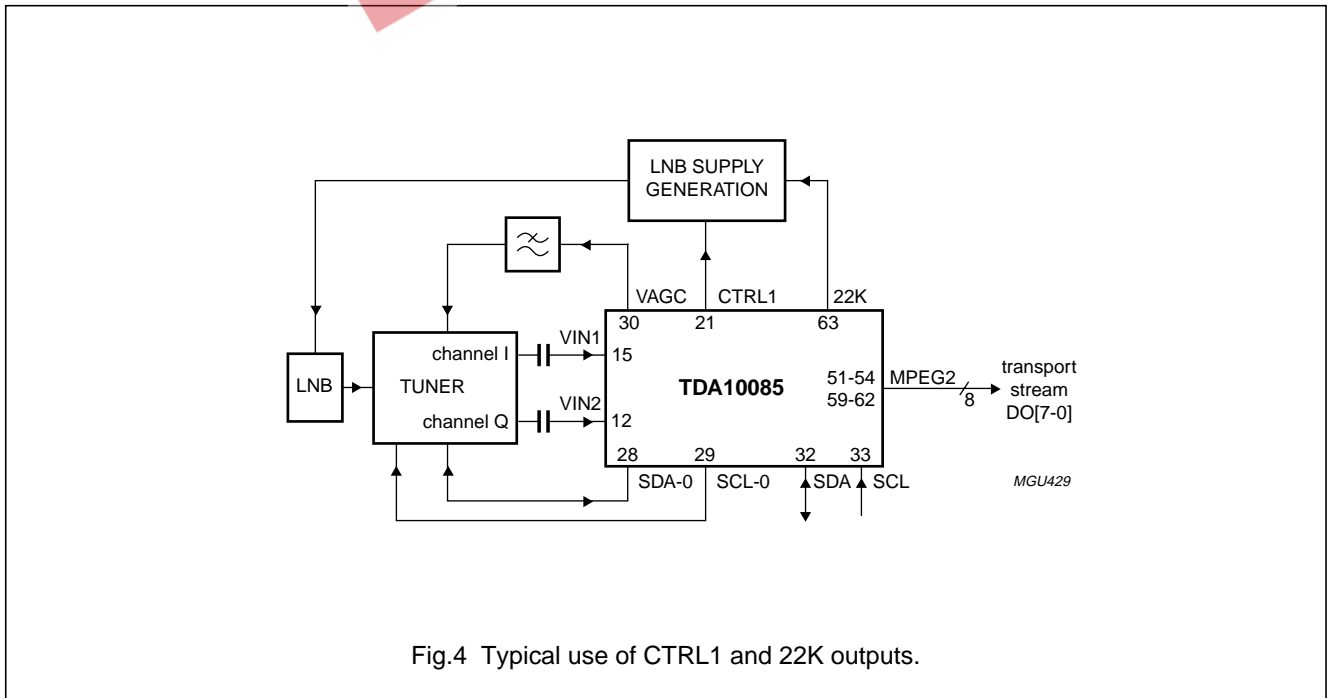 LNB SUPPLY
GENERATION
VAGC
CTRL1
22K
30
21
63
channel I
VIN1
15
LNB
TUNER
TDA10085
51-54
59-62
MPEG2
8
transport
stream
DO[7-0]
channel Q
VIN2
12
28
29
32
33
SDA-0
SCL-0
SDA
SCL
MGU429
Fig.4 Typical use of CTRL1 and 22K outputs.